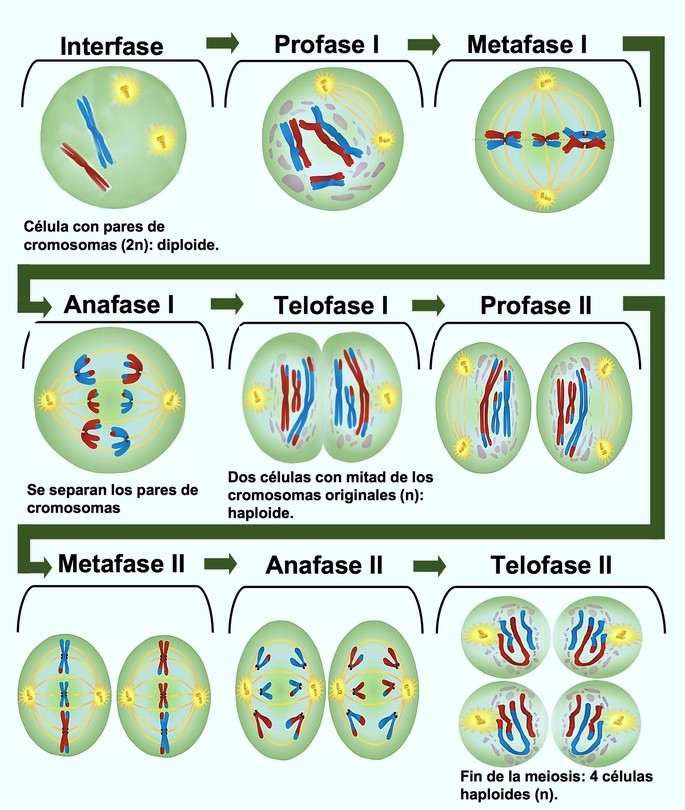 Interfase
Profase I
Metafase I
Célula con pares de
cromosomas (2n): diploide.
Anafase I
Telofase I
Profase II
Se separan los pares de
cromosomas
Dos células con mitad de los
cromosomas originales (n):
haploide.
Metafase II
Anafase II
Telofase II
Fin de la meiosis: 4 células
haploides (n).